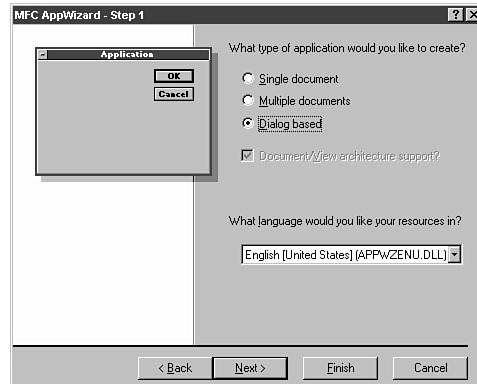 MFC AppWizard - Step 1
Application
OK
Cancel
What type of application would you like to create?
Single document
Multiple documents
Dialog based
Document/View architecture support?
What language would you like your resources in?
English [United States] (APPWZENU.DLL)
< Back
Next >
Finish
Cancel